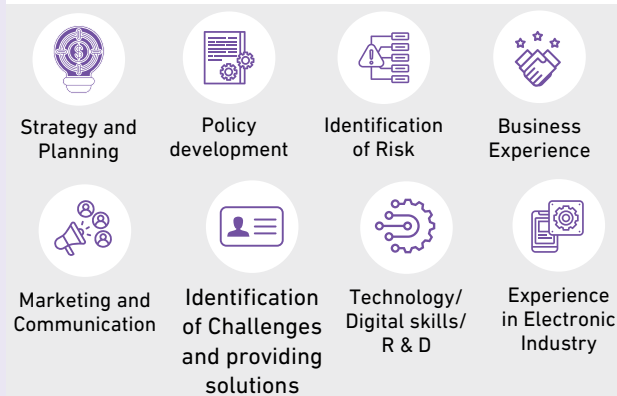 Strategy and
Planning
Policy
development
Identification
of Risk
Business
Experience
Marketing and
Communication
Identification
of Challenges
and providing
solutions
Technology/
Digital skills/
R & D
Experience
in Electronic
Industry